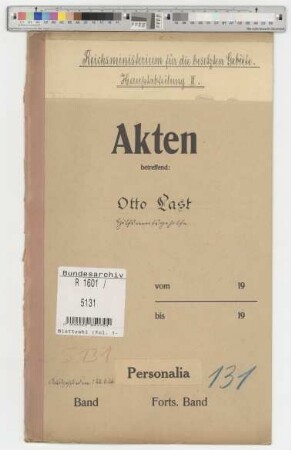 Reichsministerium für die besetzten Gebiete.
Hauptabteilung II.
Akten
betreffend:
Otto Last
Bundesarchiv
R 1601 /
5131
vom 19
bis 19
Personalia
131
Band Forts. Band